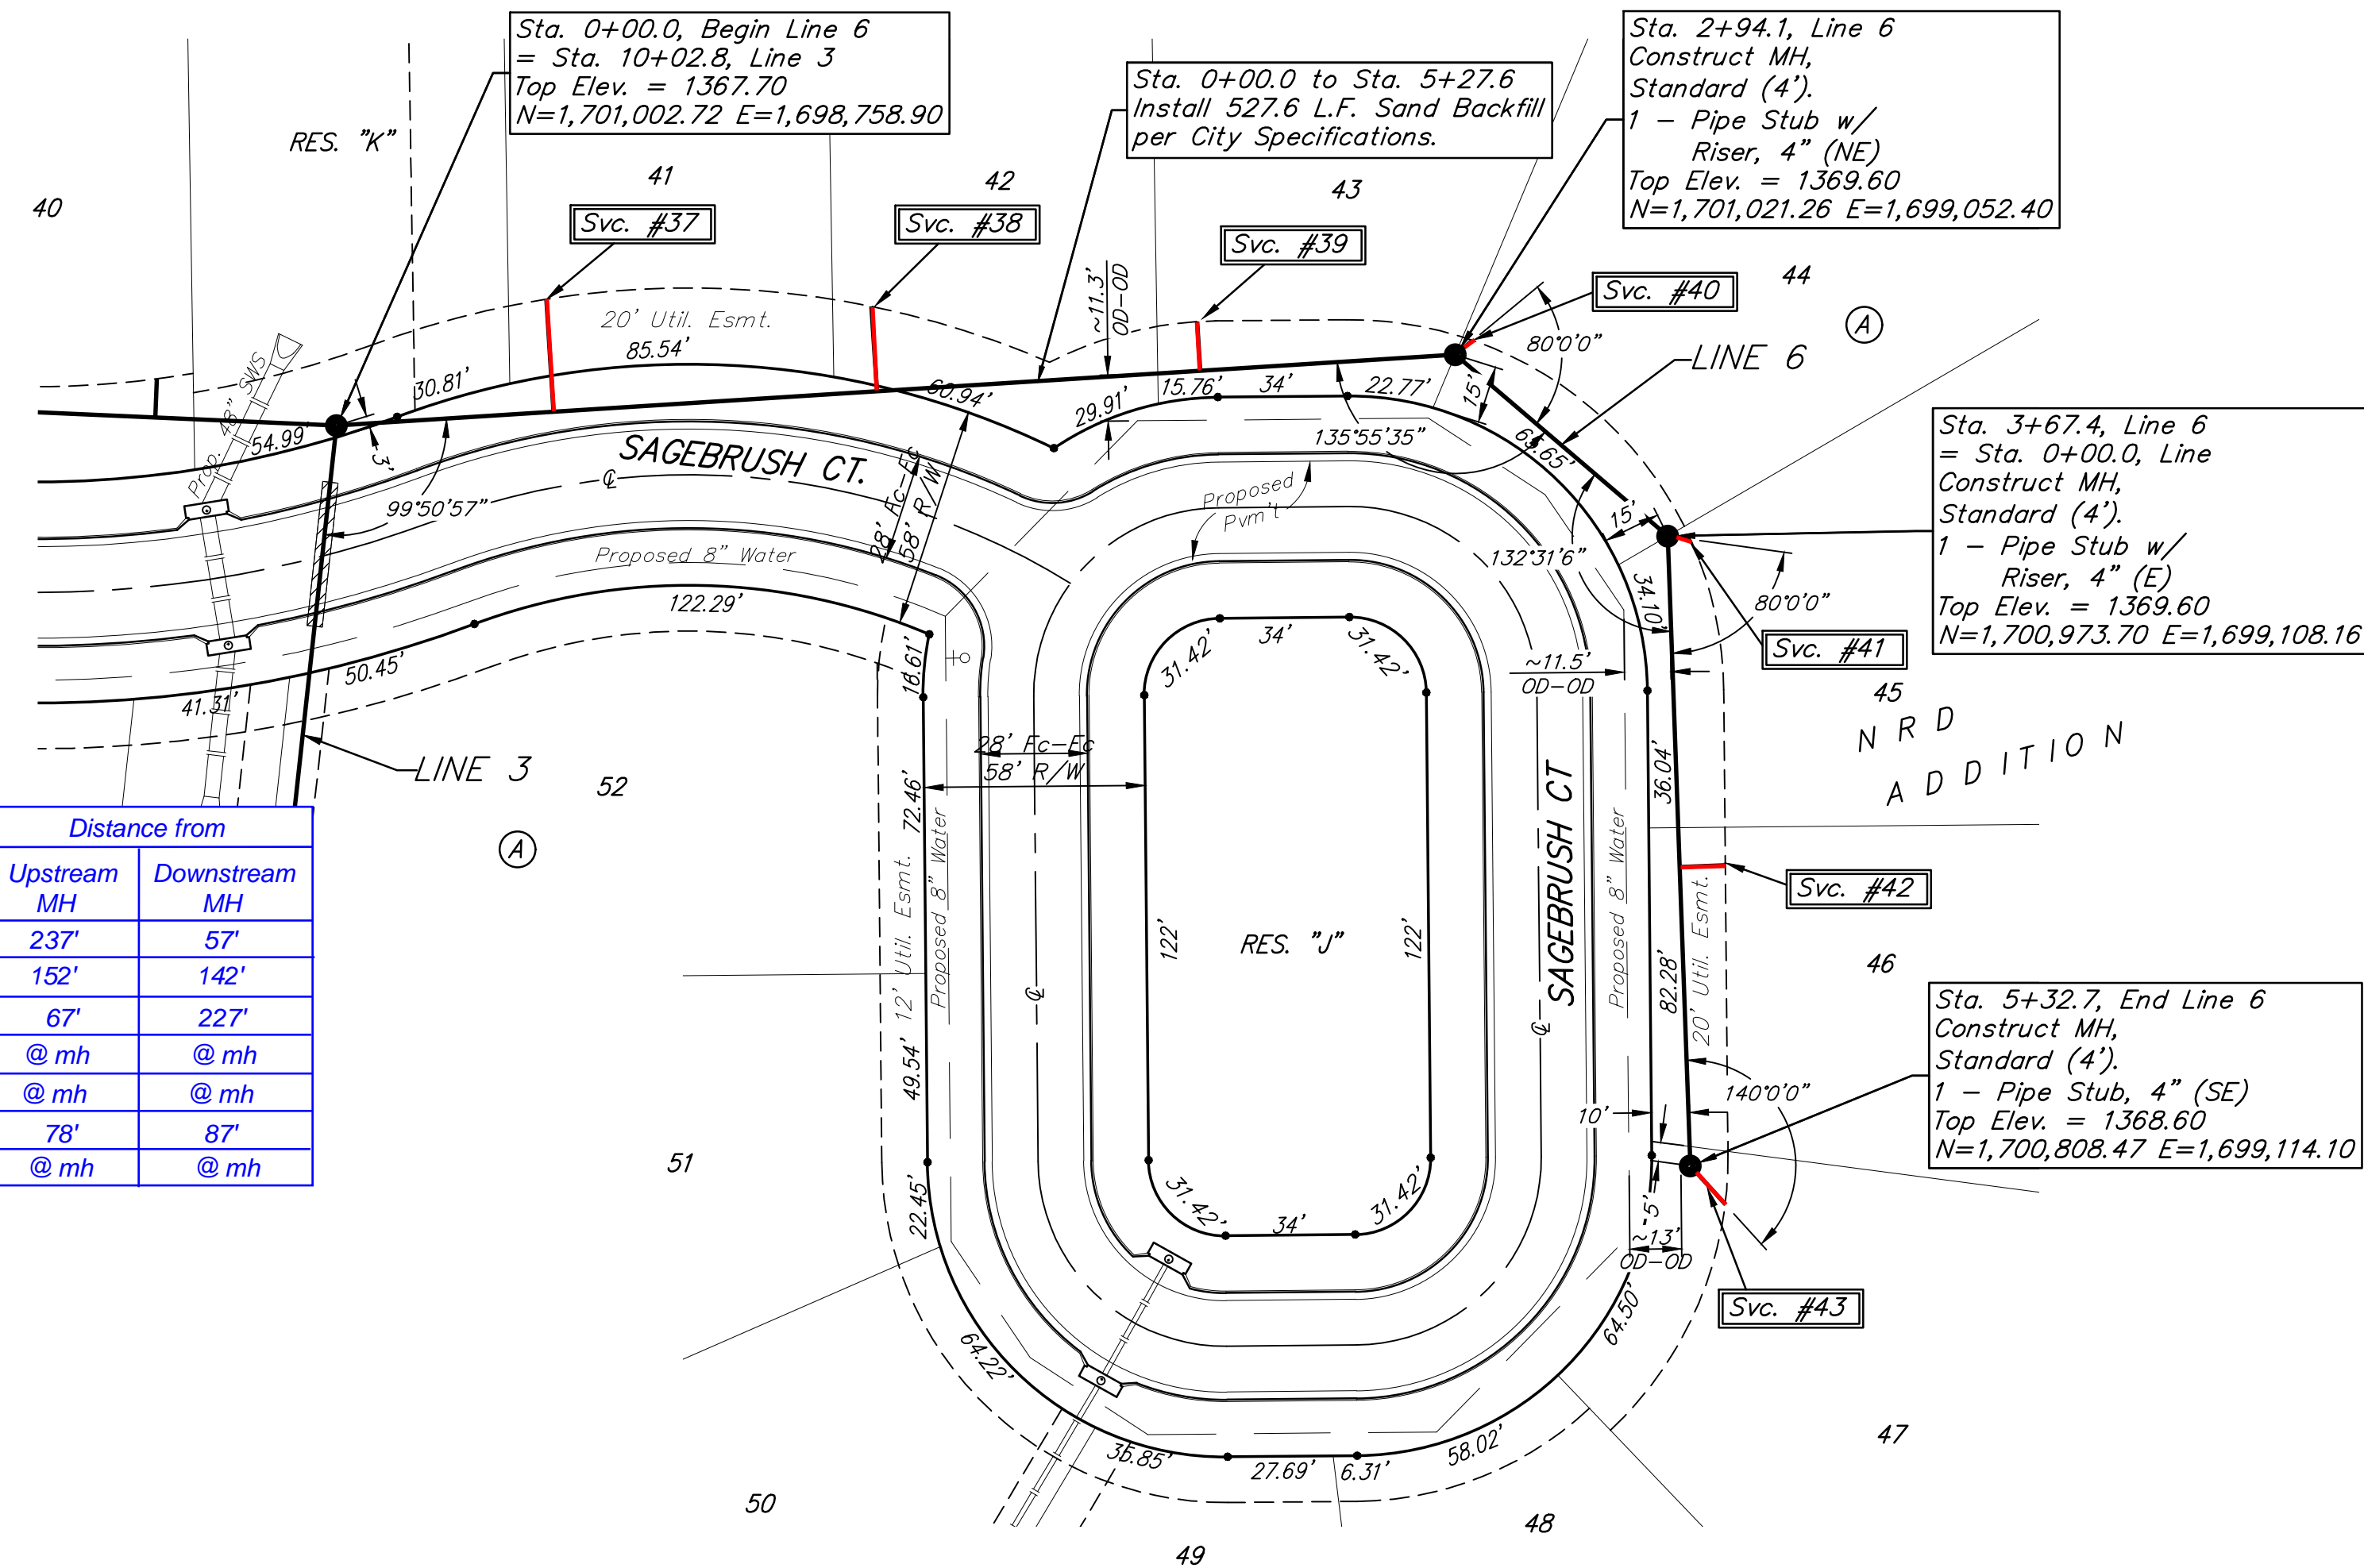 Sta. 0+00.0, Begin Line 6
= Sta. 10+02.8, Line 3
Top Elev. = 1367.70
N=1,701,002.72 E=1,698,758.90
Sta. 0+00.0 to Sta. 5+27.6
Install 527.6 L.F. Sand Backfill
per City Specifications.
Sta. 2+94.1, Line 6
Construct MH,
Standard (4').
1 - Pipe Stub w/
Riser, 4" (NE)
Top Elev. = 1369.60
N=1,701,021.26 E=1,699,052.40
RES. "K"
40
41
42
43
44
Svc. #37
Svc. #38
Svc. #39
Svc. #40
A
20' Util. Esmt.
~11.3'
OD-OD
80°0'0"
LINE 6
85.54'
30.81'
60.94'
29.91'
15.76'
34'
22.77'
15'
135°55'35"
65.65'
Prop. 48" SWS
54.99'
3'
99°50'57"
SAGEBRUSH CT.
℄
28' Fc-Fc
58' R/W
Proposed
Pvm't
15'
132°31'6"
34.10'
Sta. 3+67.4, Line 6
= Sta. 0+00.0, Line
Construct MH,
Standard (4').
1 - Pipe Stub w/
Riser, 4" (E)
Top Elev. = 1369.60
N=1,700,973.70 E=1,699,108.16
80°0'0"
Svc. #41
Proposed 8" Water
122.29'
50.45'
41.31'
16.61'
31.42'
34'
31.42'
~11.5'
OD-OD
45
NRD
ADDITION
LINE 3
52
A
28' Fc-Fc
58' R/W
72.46'
36.04'
SAGEBRUSH CT
Proposed 8" Water
Proposed 8" Water
12' Util. Esmt.
20' Util. Esmt.
Svc. #42
Distance from
Upstream MH
Downstream MH
237' 57'
152' 142'
67' 227'
@ mh @ mh
@ mh @ mh
78' 87'
@ mh @ mh
122'
RES. "J"
122'
℄
℄
82.28'
46
Sta. 5+32.7, End Line 6
Construct MH,
Standard (4').
1 - Pipe Stub, 4" (SE)
Top Elev. = 1368.60
N=1,700,808.47 E=1,699,114.10
49.54'
10'
140°0'0"
51
22.45'
31.42'
34'
31.42'
5'
~13'
OD-OD
Svc. #43
64.22'
64.50'
35.85'
27.69'
6.31'
58.02'
47
50
48
49